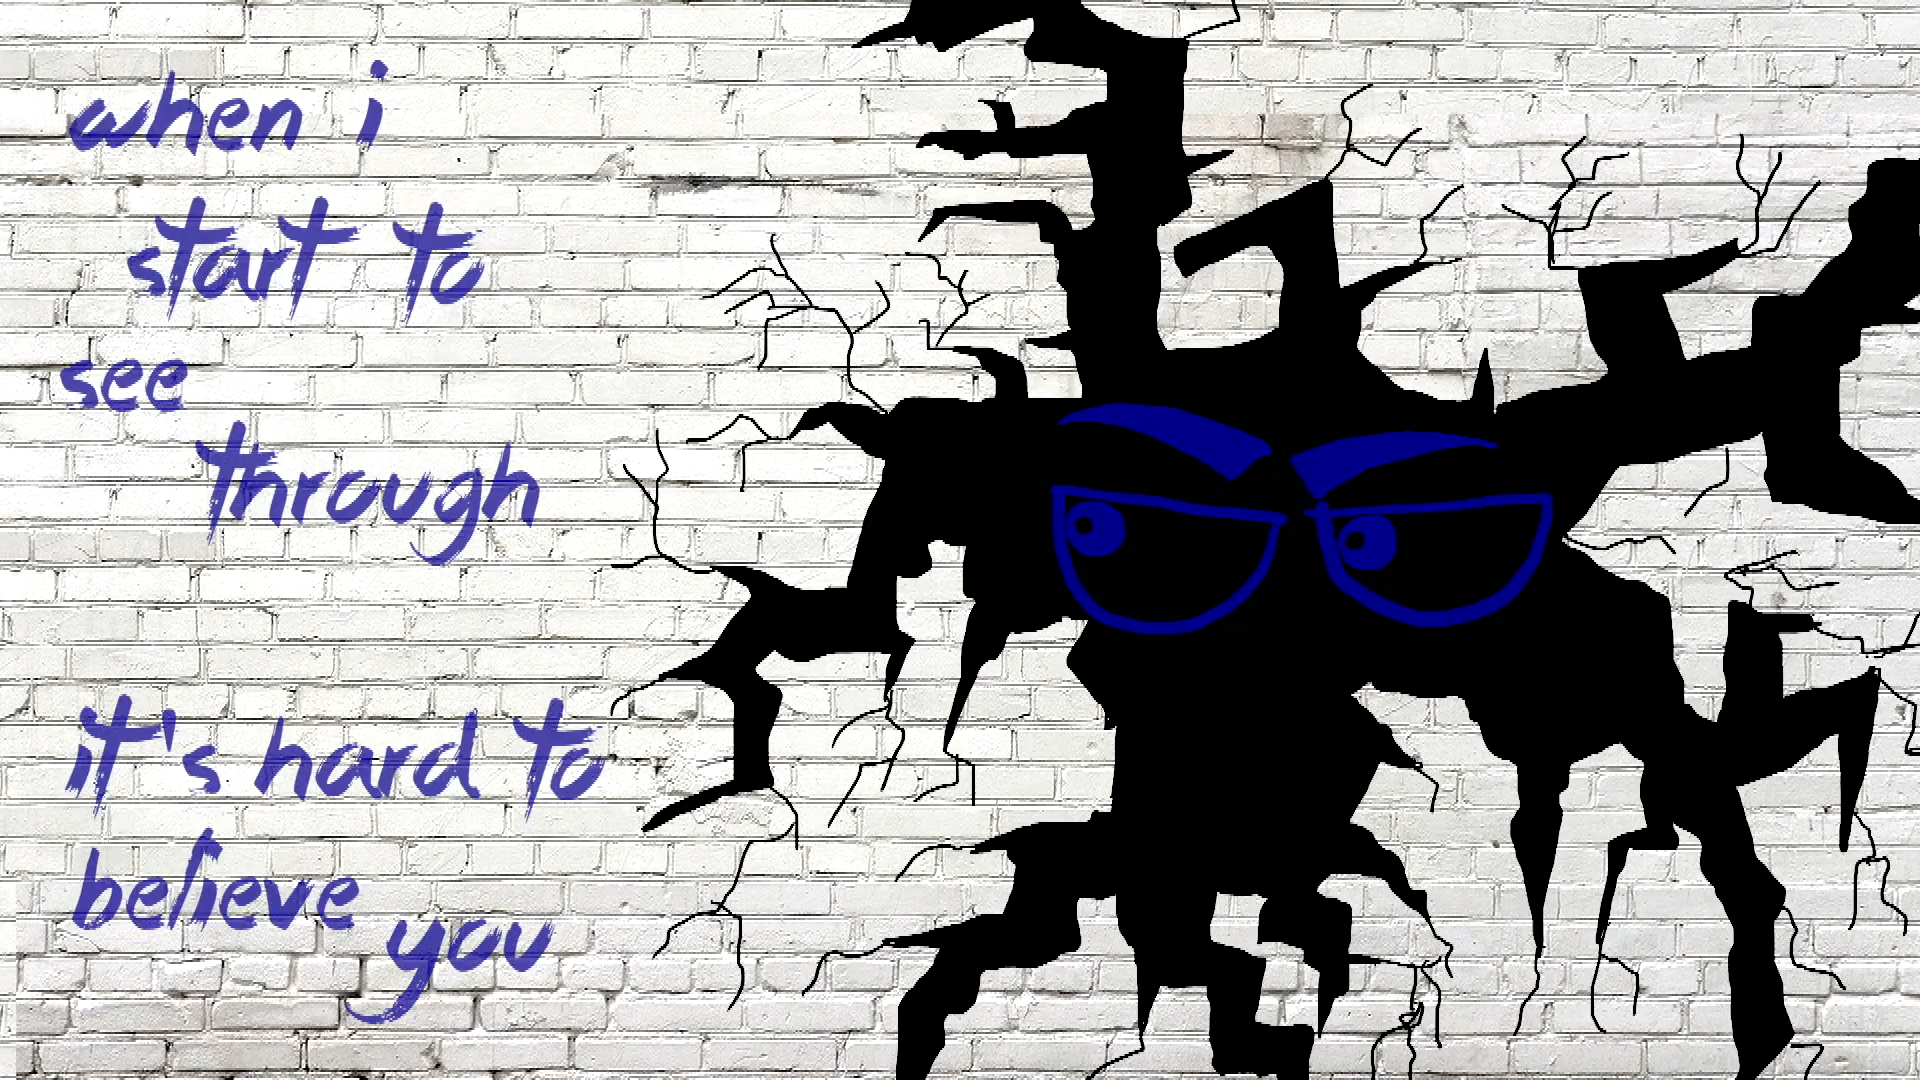 when i
start to
see
through
it's hard to
believe you